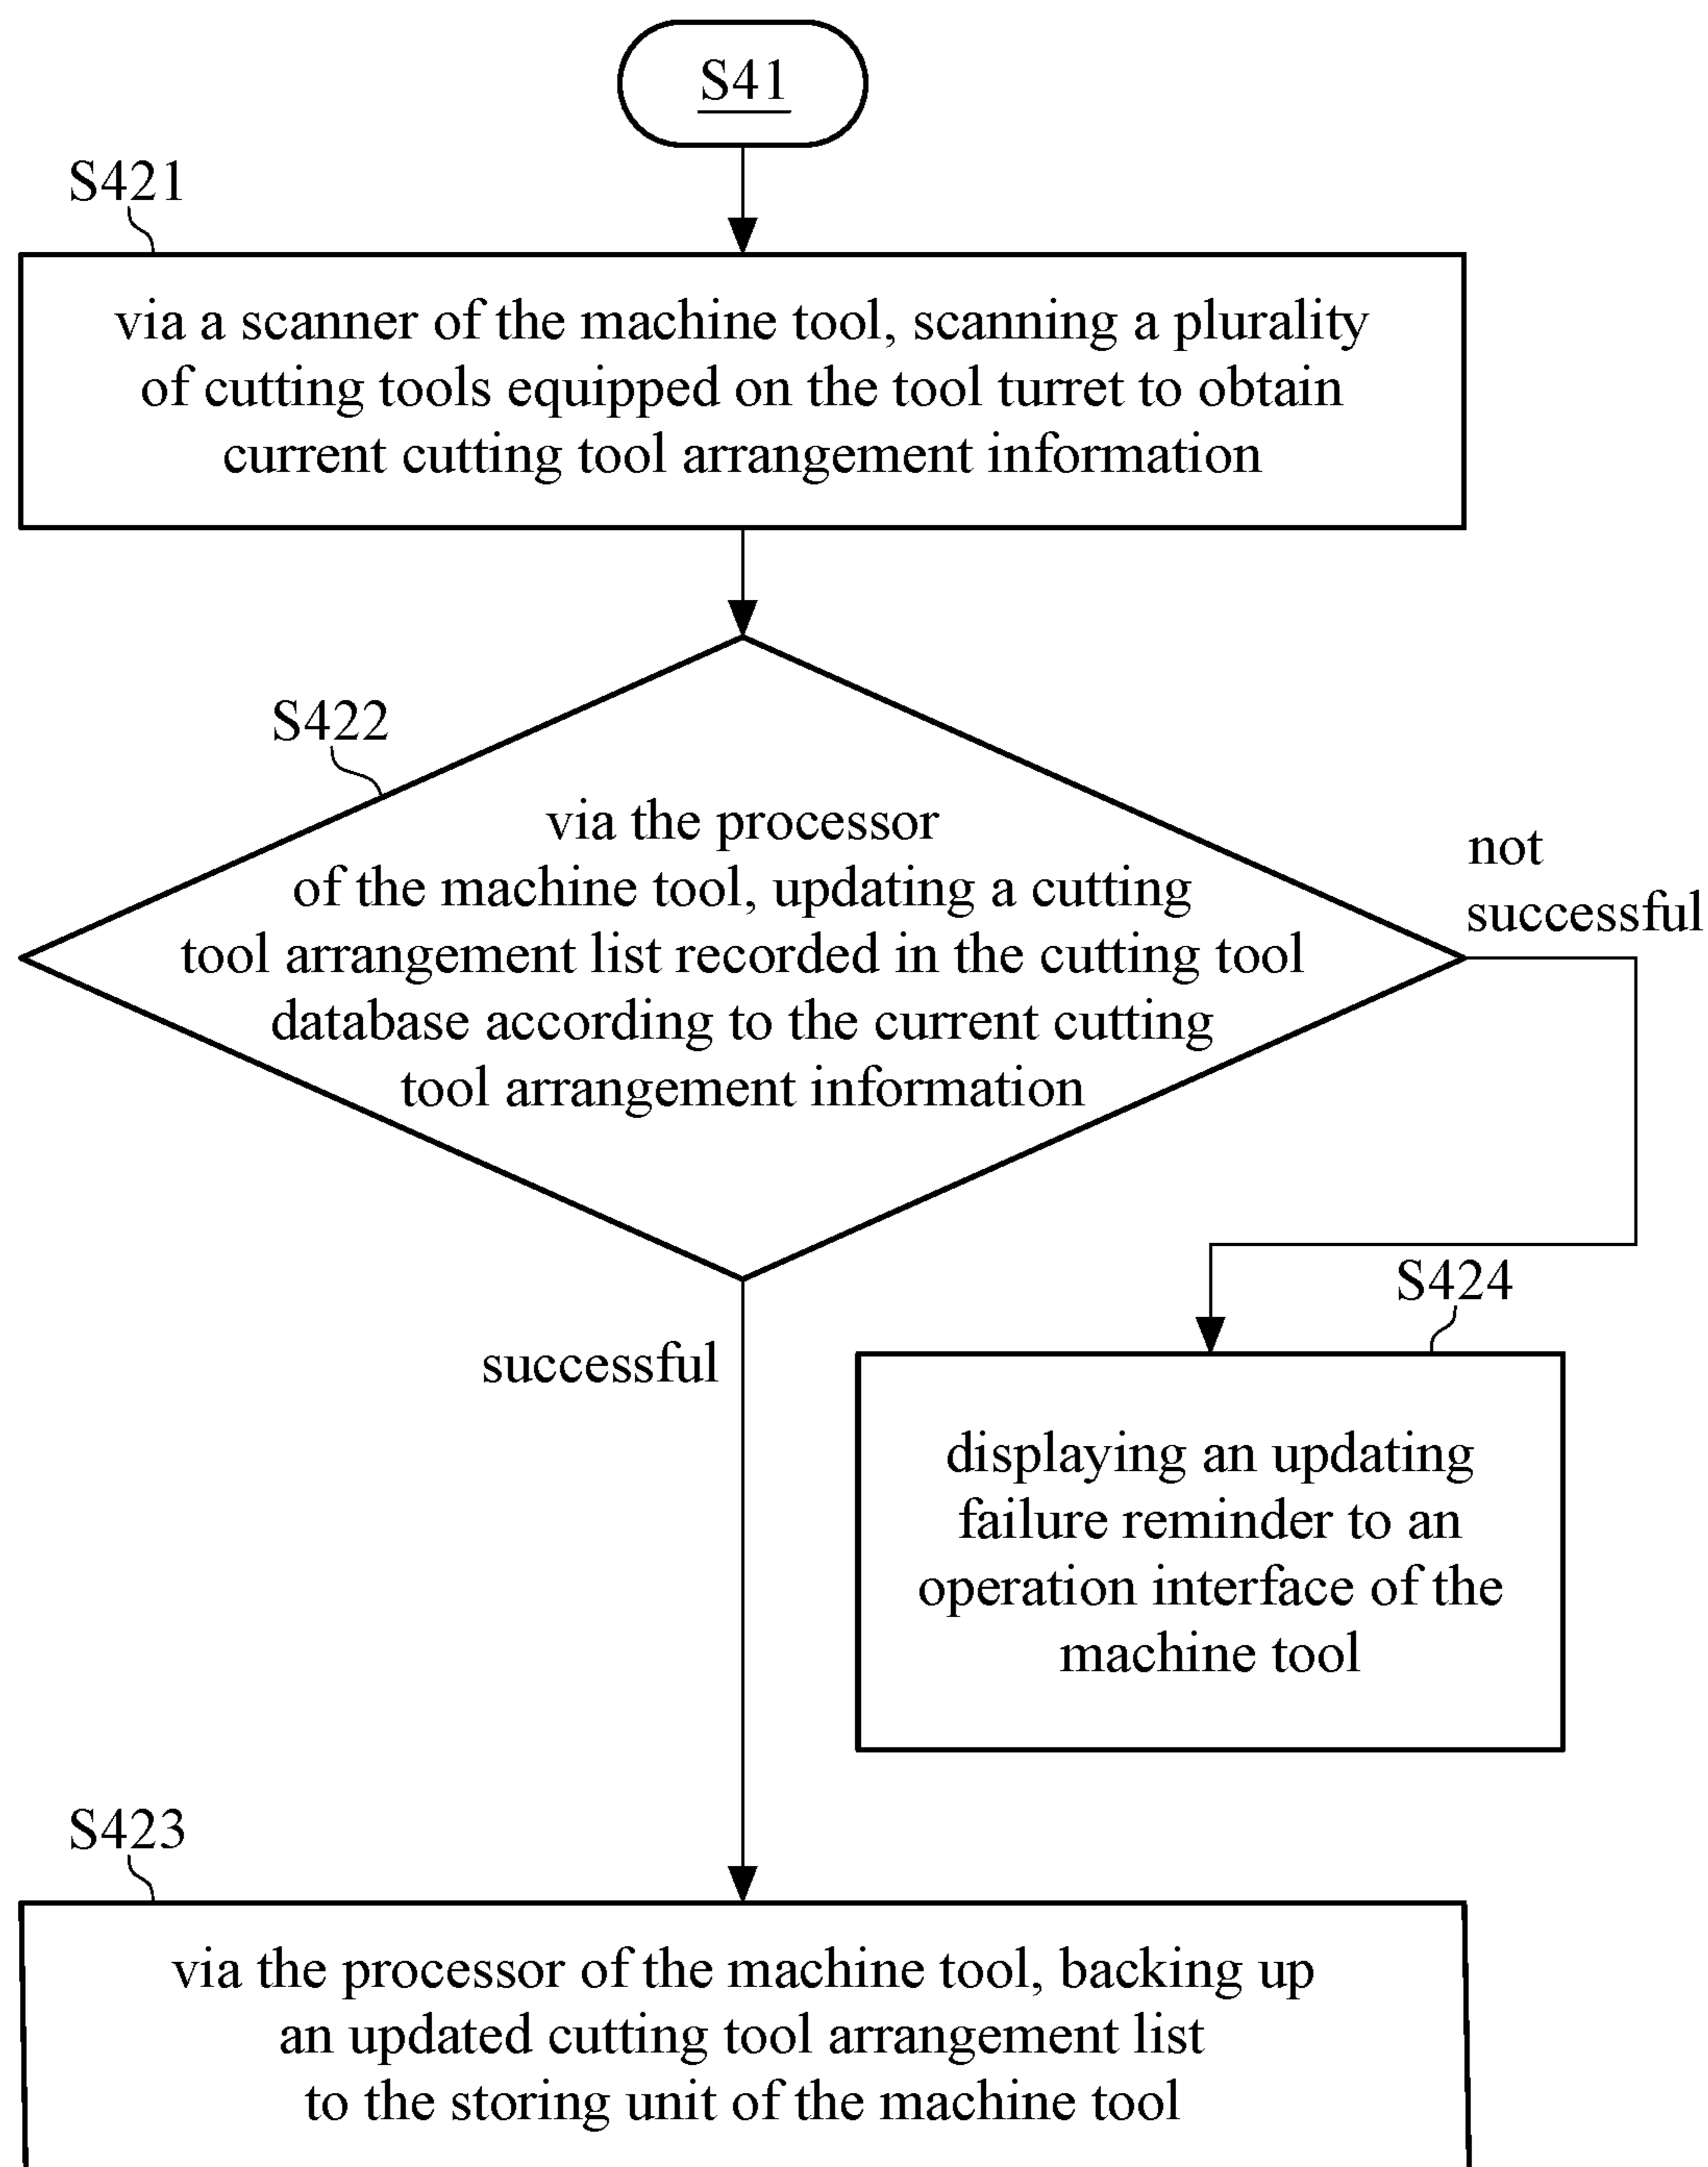 S41
S421
via a scanner of the machine tool, scanning a plurality
of cutting tools equipped on the tool turret to obtain
current cutting tool arrangement information
S422
via the processor
of the machine tool, updating a cutting
tool arrangement list recorded in the cutting tool
database according to the current cutting
tool arrangement information
not
successful
successful
S424
displaying an updating
failure reminder to an
operation interface of the
machine tool
S423
via the processor of the machine tool, backing up
an updated cutting tool arrangement list
to the storing unit of the machine tool